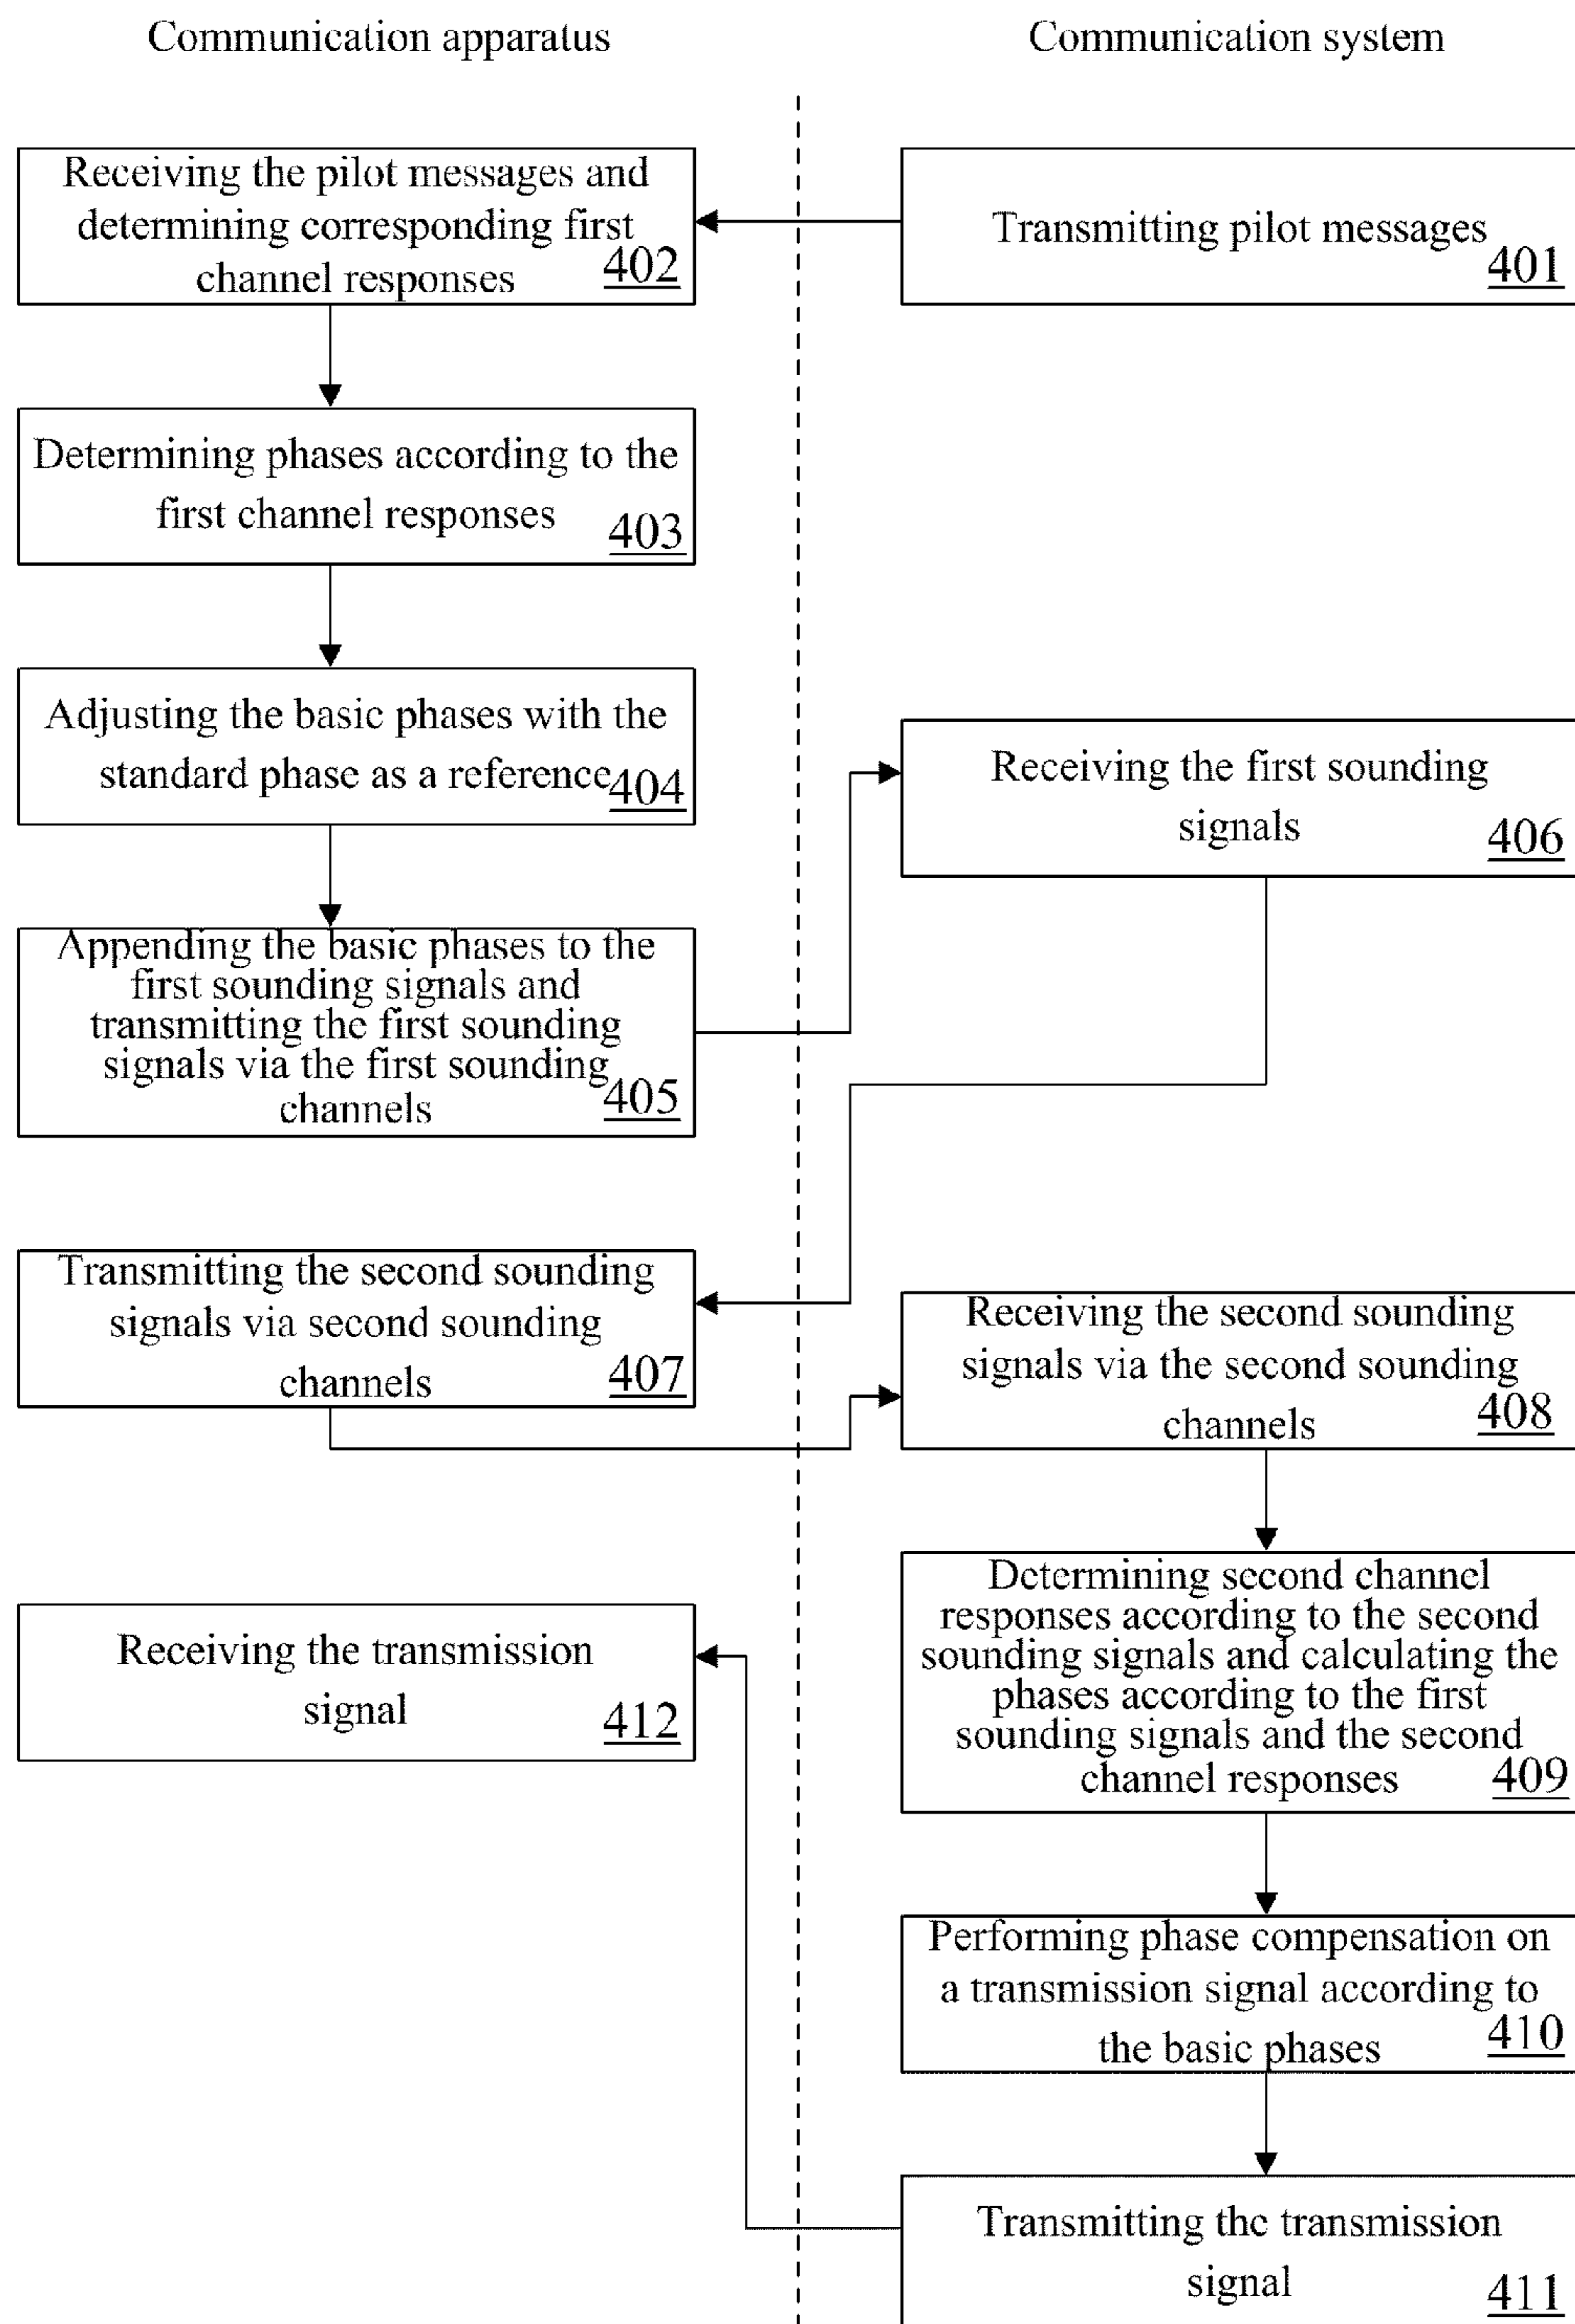 Communication apparatus
Communication system
Receiving the pilot messages and
determining corresponding first
channel responses
402
Transmitting pilot messages
401
Determining phases according to the
first channel responses
403
Adjusting the basic phases with the
standard phase as a reference
404
Receiving the first sounding
signals
406
Appending the basic phases to the
first sounding signals and
transmitting the first sounding
signals via the first sounding
channels
405
Transmitting the second sounding
signals via second sounding
channels
407
Receiving the second sounding
signals via the second sounding
channels
408
Determining second channel
responses according to the second
sounding signals and calculating the
phases according to the first
sounding signals and the second
channel responses
409
Receiving the transmission
signal
412
Performing phase compensation on
a transmission signal according to
the basic phases
410
Transmitting the transmission
signal
411